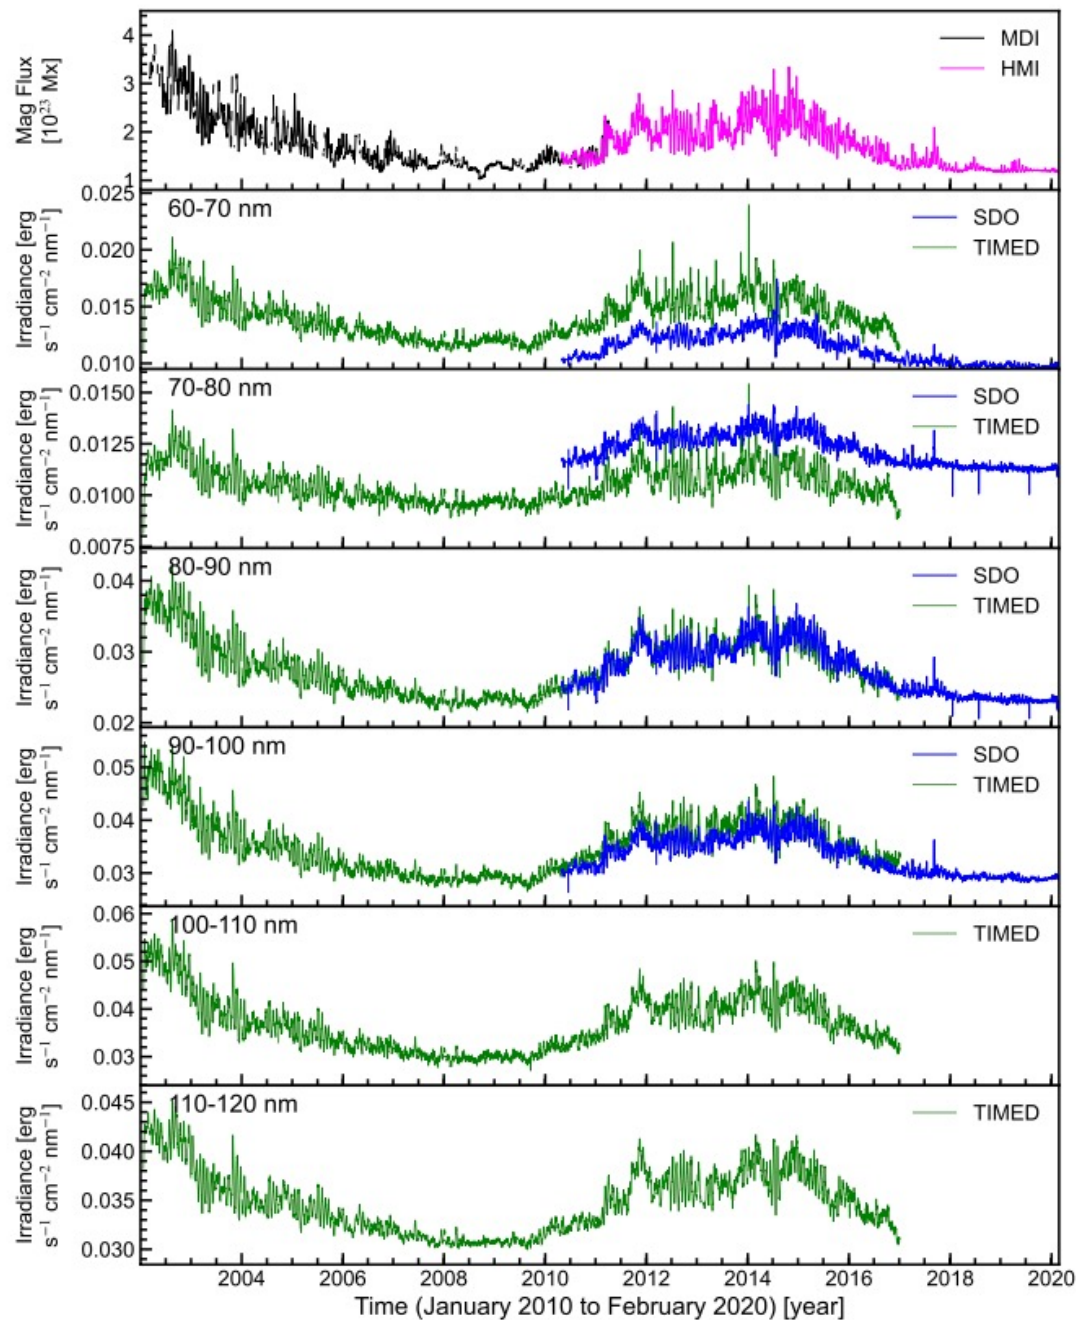 Mag Flux
[10²³ Mx]
4
3
2
1
MDI
HMI
Irradiance [erg
s⁻¹ cm⁻² nm⁻¹]
0.025
0.020
0.015
0.010
60-70 nm
SDO
TIMED
Irradiance [erg
s⁻¹ cm⁻² nm⁻¹]
0.0150
0.0125
0.0100
0.0075
70-80 nm
SDO
TIMED
Irradiance [erg
s⁻¹ cm⁻² nm⁻¹]
0.04
0.03
0.02
80-90 nm
SDO
TIMED
Irradiance [erg
s⁻¹ cm⁻² nm⁻¹]
0.05
0.04
0.03
90-100 nm
SDO
TIMED
Irradiance [erg
s⁻¹ cm⁻² nm⁻¹]
0.06
0.05
0.04
0.03
100-110 nm
TIMED
Irradiance [erg
s⁻¹ cm⁻² nm⁻¹]
0.045
0.040
0.035
0.030
110-120 nm
TIMED
2004 2006 2008 2010 2012 2014 2016 2018 2020
Time (January 2010 to February 2020) [year]